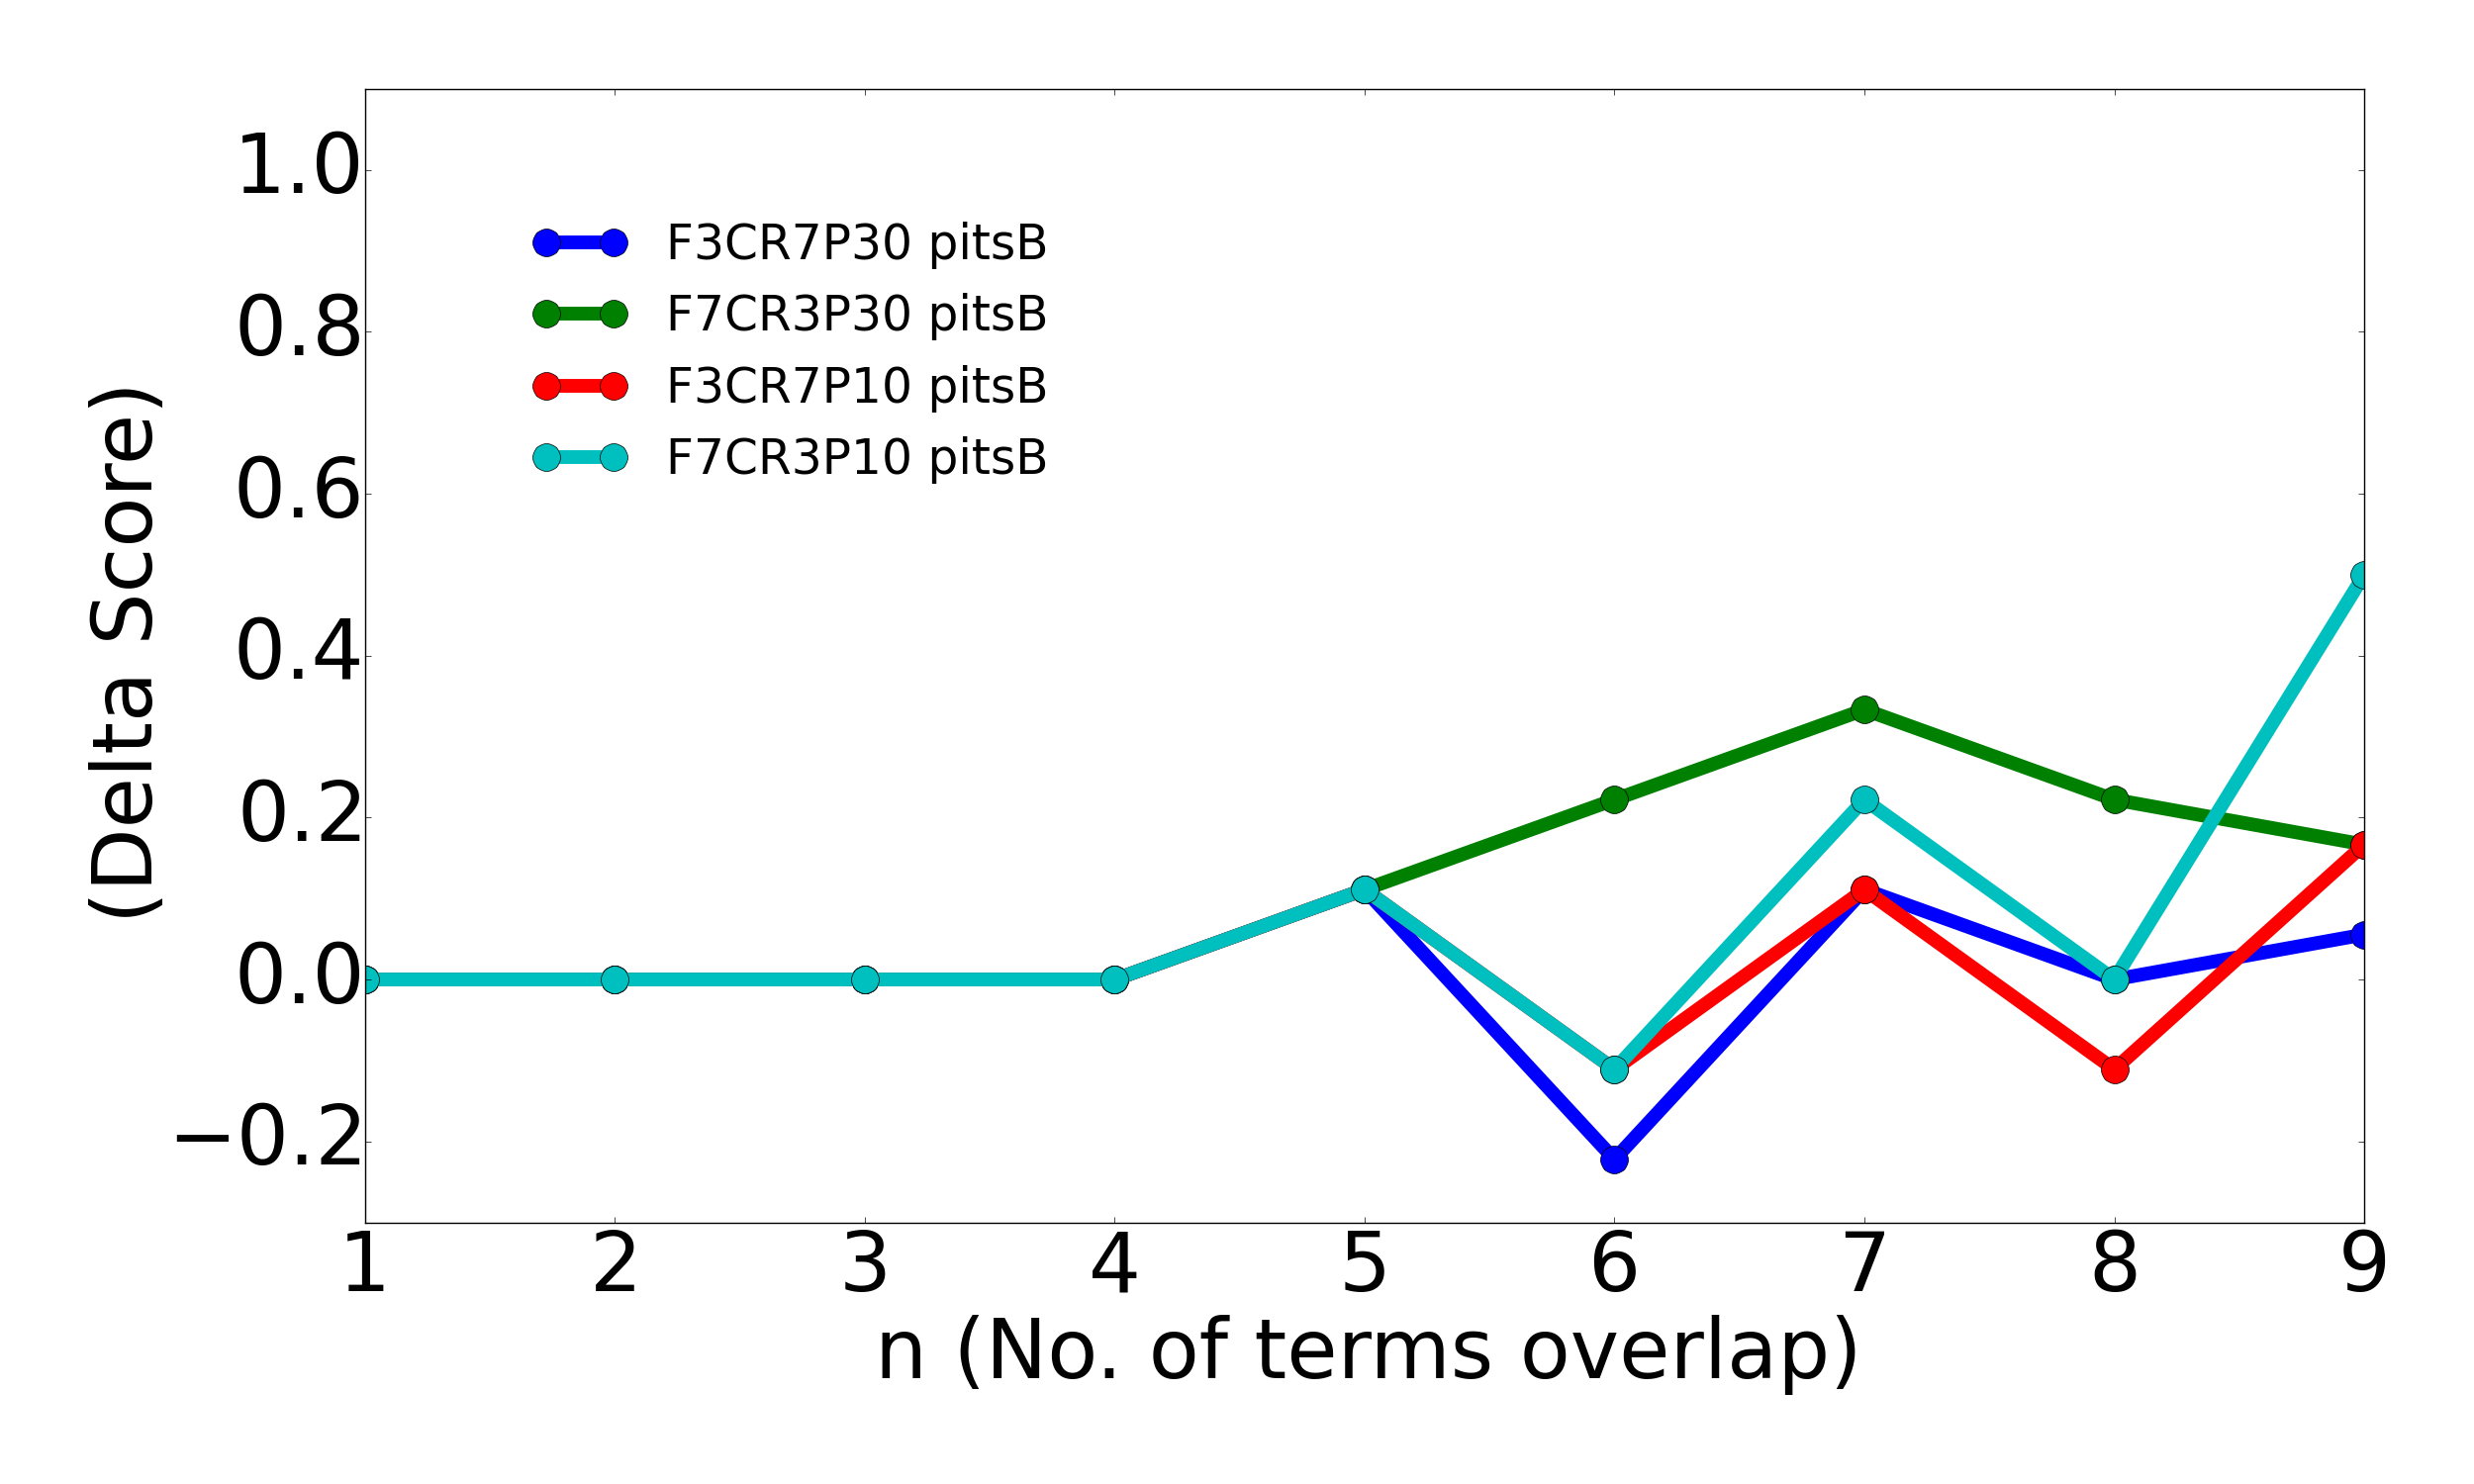 (Delta Score)
1.0
0.8
0.6
0.4
0.2
0.0
−0.2
F3CR7P30 pitsB
F7CR3P30 pitsB
F3CR7P10 pitsB
F7CR3P10 pitsB
1 2 3 4 5 6 7 8 9
n (No. of terms overlap)